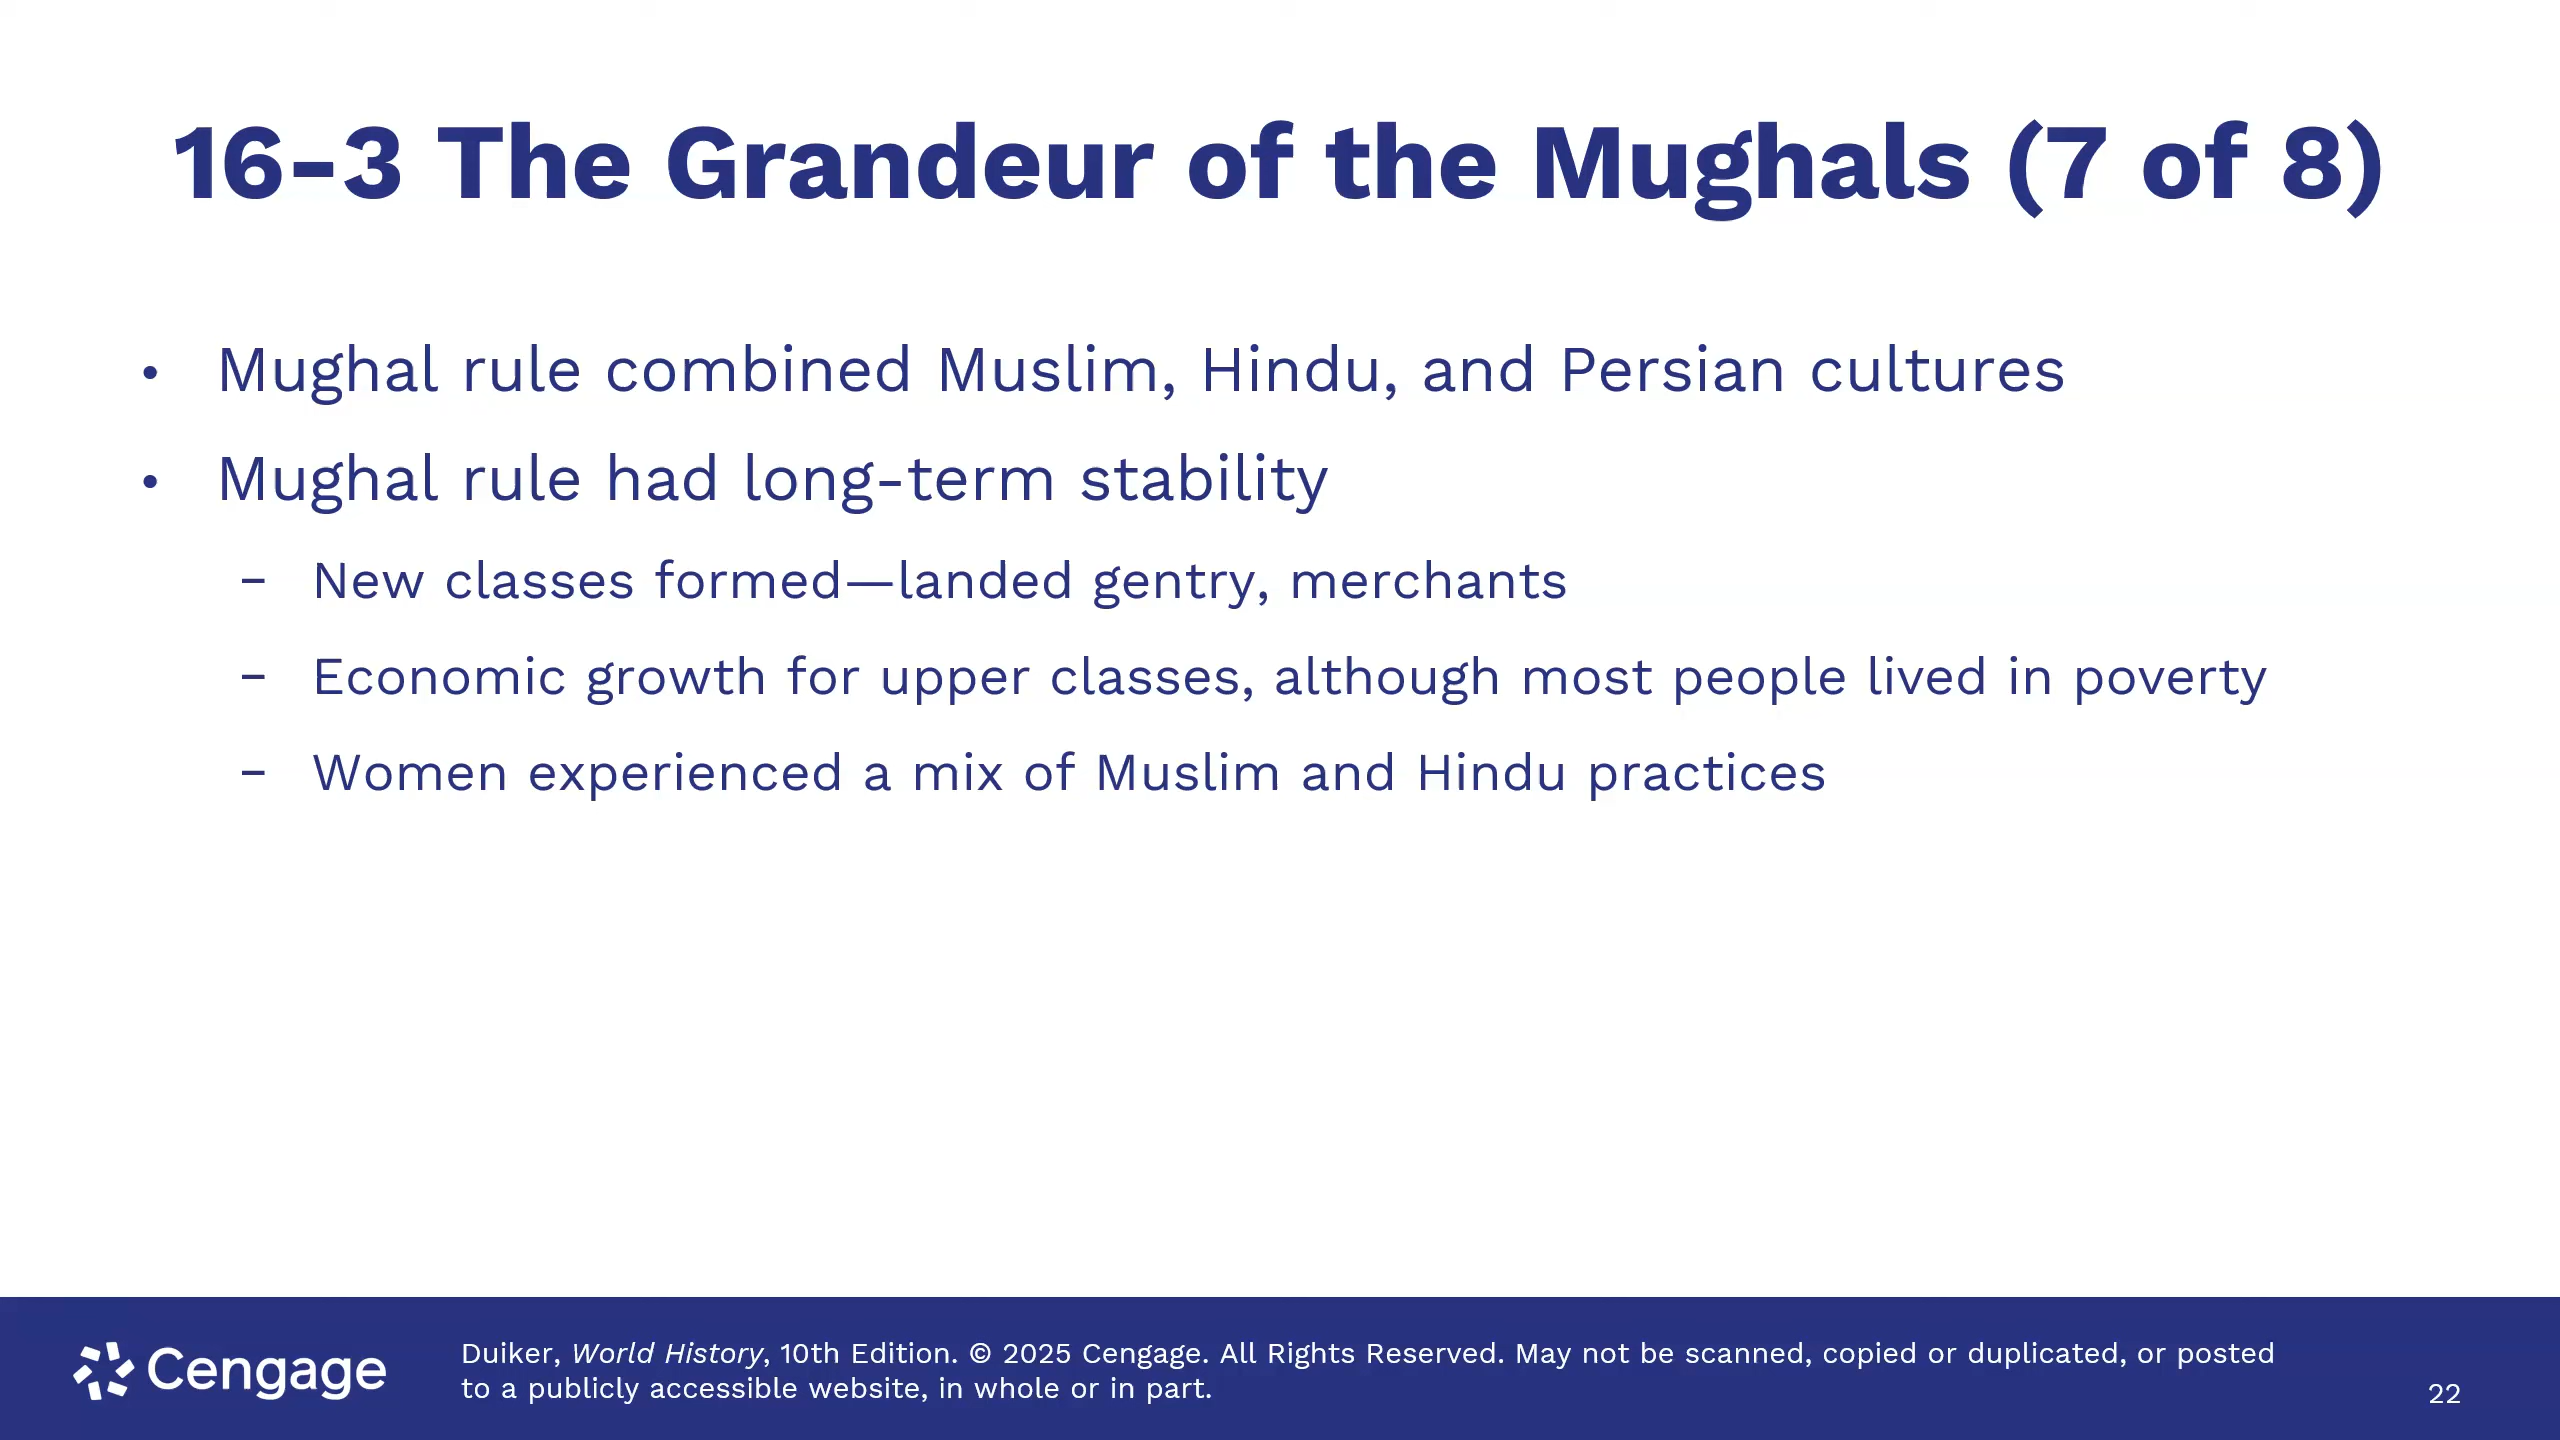 16-3 The Grandeur of the Mughals (7 of 8)
• Mughal rule combined Muslim, Hindu, and Persian cultures
• Mughal rule had long-term stability
– New classes formed—landed gentry, merchants
– Economic growth for upper classes, although most people lived in poverty
– Women experienced a mix of Muslim and Hindu practices
Cengage
Duiker, World History, 10th Edition. © 2025 Cengage. All Rights Reserved. May not be scanned, copied or duplicated, or posted
to a publicly accessible website, in whole or in part.
22